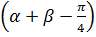 (α + β − π/4)